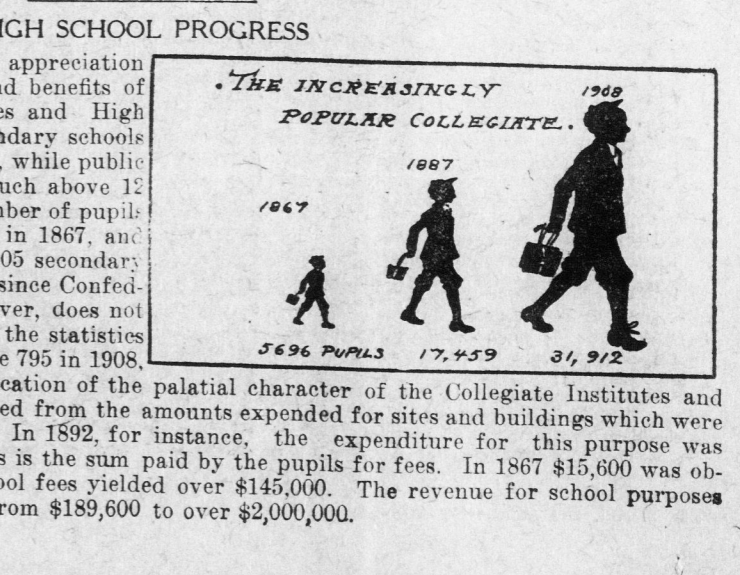 IGH SCHOOL PROGRESS
appreciation
nd benefits of
es and High
ndary schools
, while public
uch above 12
nber of pupils
in 1867, and
05 secondary
since Confed-
ver, does not
the statistics
e 795 in 1908,
.THE INCREASINGLY
POPULAR COLLEGIATE.
1867
1887
1908
5696 PUPILS 17,459 31,912
cation of the palatial character of the Collegiate Institutes and
ed from the amounts expended for sites and buildings which were
In 1892, for instance, the expenditure for this purpose was
s is the sum paid by the pupils for fees. In 1867 $15,600 was ob-
ool fees yielded over $145,000. The revenue for school purposes
rom $189,600 to over $2,000,000.